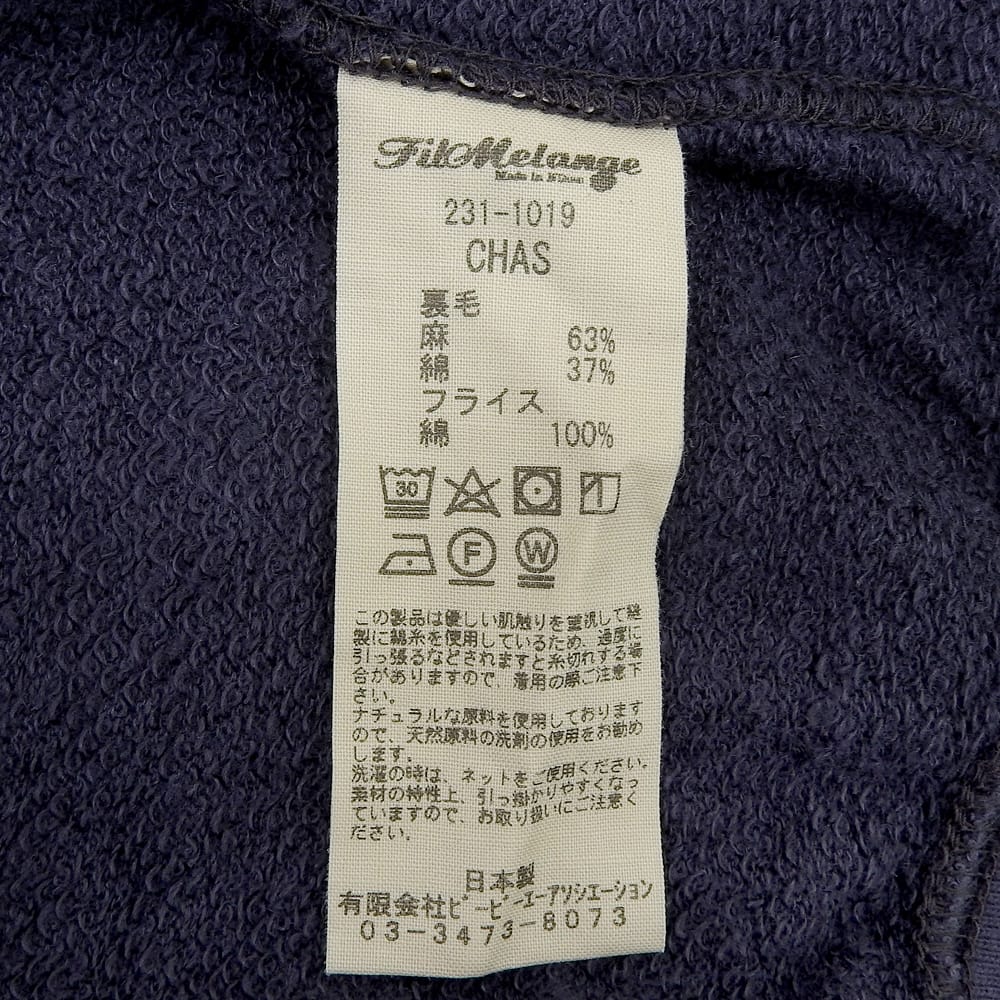 FilMelange
Made in Nihon
231-1019
CHAS
裏毛
麻 63%
綿 37%
フライス
綿 100%
30
F W
この製品は優しい肌触りを重視して縫
製に綿糸を使用しているため、過度に
引っ張るなどされますと糸切れする場
合がありますので、着用の際ご注意下
さい。
ナチュラルな原料を使用しております
ので、天然原料の洗剤の使用をお勧め
します。
洗濯の時は、ネットをご使用ください。
素材の特性上、引っ掛かりやすくなっ
ていますので、お取り扱いにご注意く
ださい。
日本製
有限会社ビービーエーアソシエーション
03-3473-8073